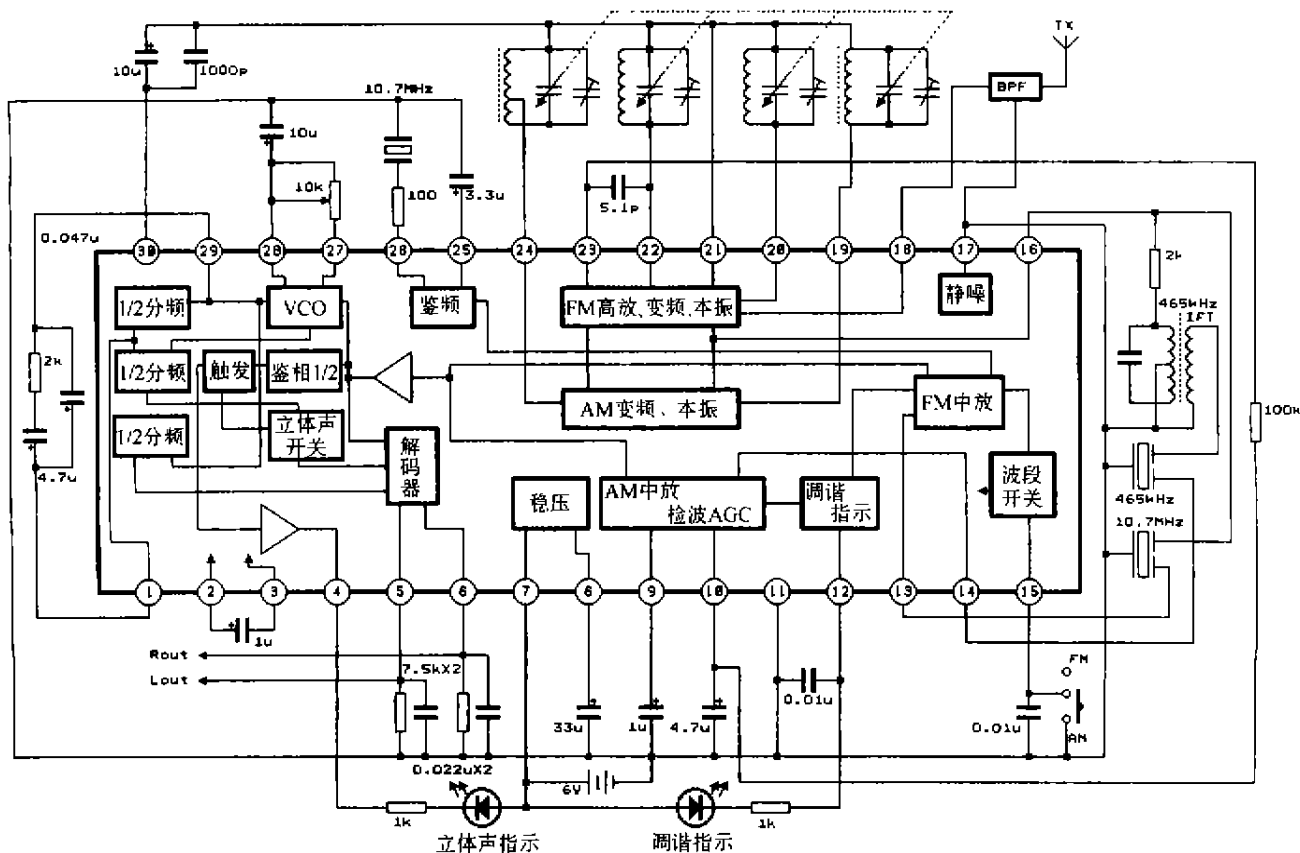 TX
BPF
10u
1000p
10.7MHz
10u
10k
100
3.3u
5.1p
0.047u
30
29
28
27
28
25
24
23
22
21
20
19
18
17
16
2k
465kHz
IFT
1/2分频
VCO
鉴频
FM高放、变频、本振
静噪
2k
1/2分频
触发
鉴相1/2
AM变频、本振
FM中放
100k
立体声
开关
1/2分频
解
码
器
4.7u
稳压
AM中放
检波AGC
调谐
指示
波段
开关
465kHz
10.7MHz
1
2
3
4
5
6
7
8
9
10
11
12
13
14
15
1u
Rout
7.5kX2
Lout
FM
0.01u
33u
1u
4.7u
0.01u
AM
0.022uX2
6V
1k
立体声指示
调谐指示
1k